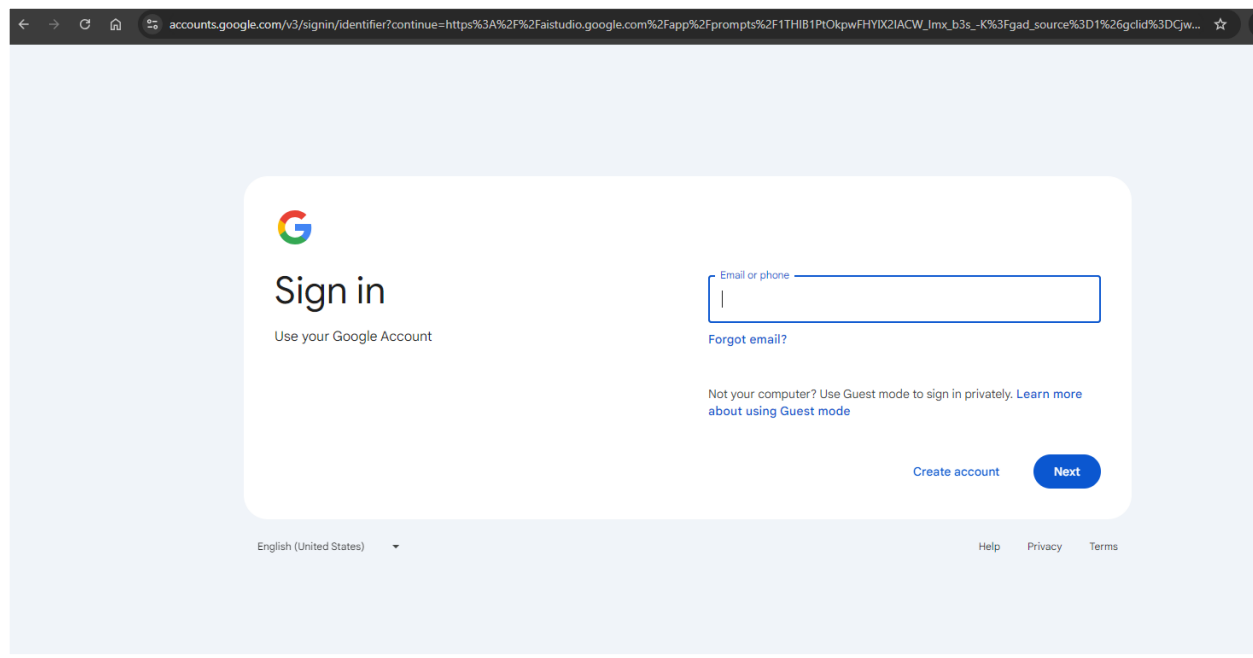 accounts.google.com/v3/signin/identifier?continue=https%3A%2F%2Faistudio.google.com%2Fapp%2Fprompts%2F1THIB1PtOkpwFHYIX2IACW_Imx_b3s_-K%3Fgad_source%3D1%26gclid%3DCjw...
Sign in
Use your Google Account
Email or phone
Forgot email?
Not your computer? Use Guest mode to sign in privately. Learn more
about using Guest mode
Create account
Next
English (United States)
Help
Privacy
Terms